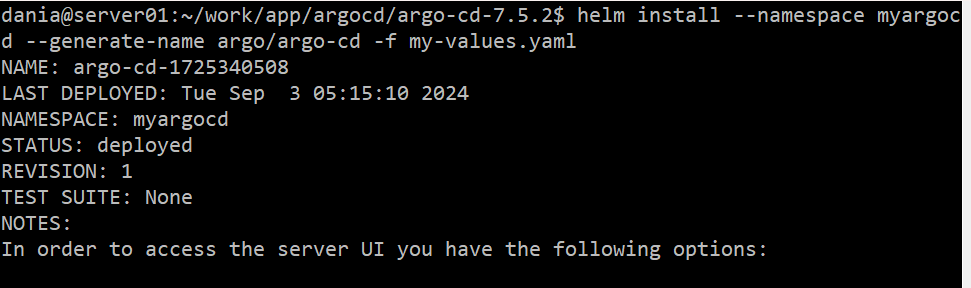 dania@server01:~/work/app/argocd/argo-cd-7.5.2$ helm install --namespace myargoc
d --generate-name argo/argo-cd -f my-values.yaml
NAME: argo-cd-1725340508
LAST DEPLOYED: Tue Sep  3 05:15:10 2024
NAMESPACE: myargocd
STATUS: deployed
REVISION: 1
TEST SUITE: None
NOTES:
In order to access the server UI you have the following options: